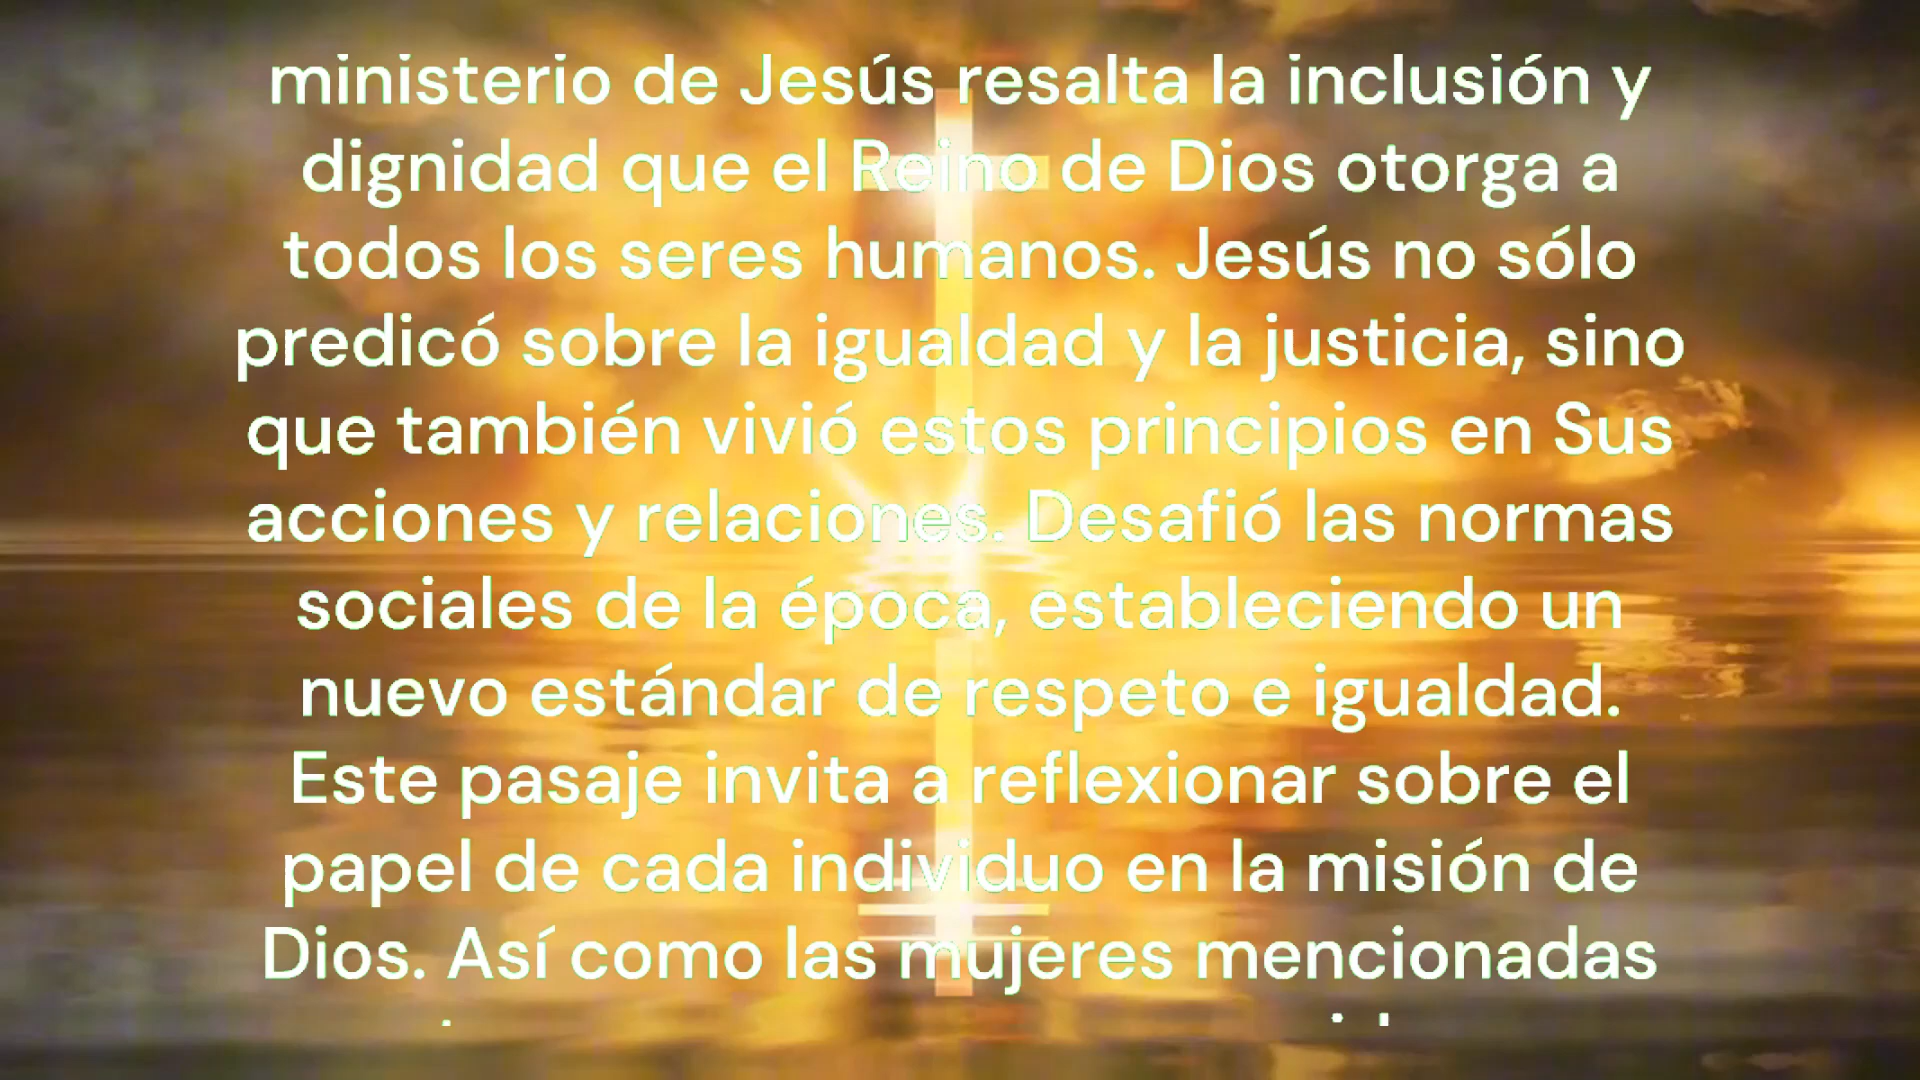 ministerio de Jesús resalta la inclusión y
dignidad que el Reino de Dios otorga a
todos los seres humanos. Jesús no sólo
predicó sobre la igualdad y la justicia, sino
que también vivió estos principios en Sus
acciones y relaciones. Desafió las normas
sociales de la época, estableciendo un
nuevo estándar de respeto e igualdad.
Este pasaje invita a reflexionar sobre el
papel de cada individuo en la misión de
Dios. Así como las mujeres mencionadas